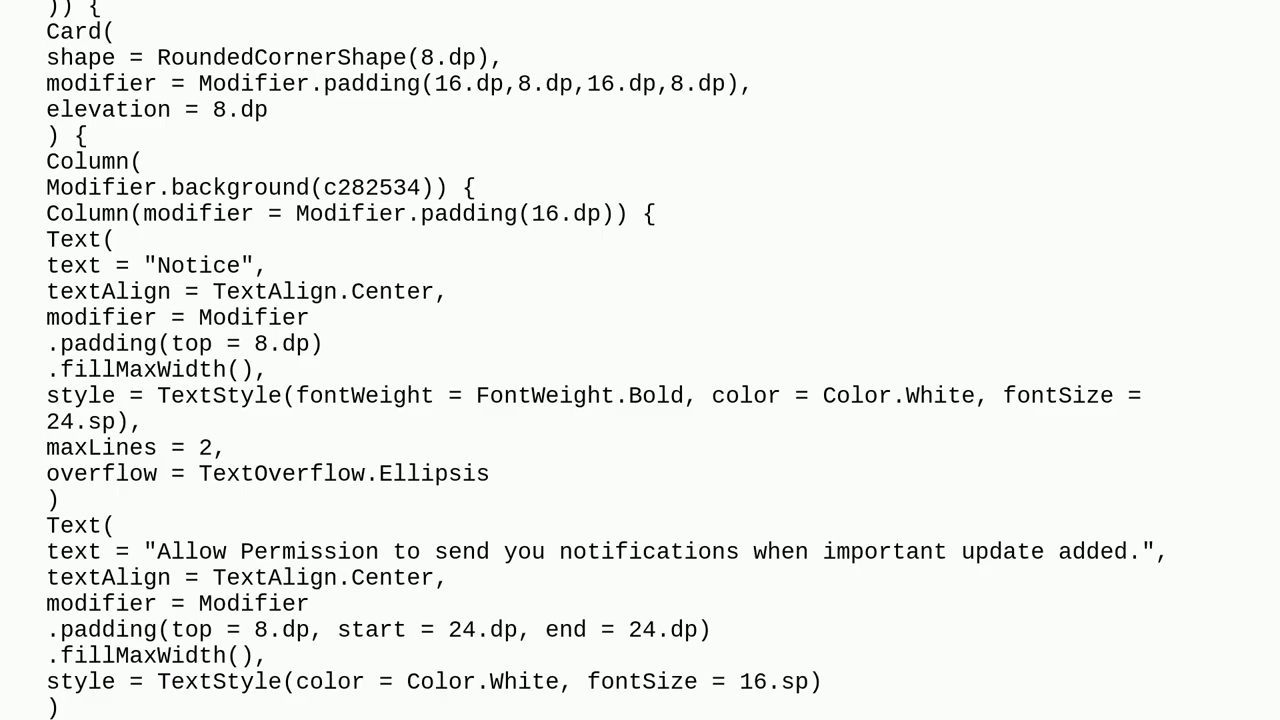 )) {
Card(
shape = RoundedCornerShape(8.dp),
modifier = Modifier.padding(16.dp,8.dp,16.dp,8.dp),
elevation = 8.dp
) {
Column(
Modifier.background(c282534)) {
Column(modifier = Modifier.padding(16.dp)) {
Text(
text = "Notice",
textAlign = TextAlign.Center,
modifier = Modifier
.padding(top = 8.dp)
.fillMaxWidth(),
style = TextStyle(fontWeight = FontWeight.Bold, color = Color.White, fontSize =
24.sp),
maxLines = 2,
overflow = TextOverflow.Ellipsis
)
Text(
text = "Allow Permission to send you notifications when important update added.",
textAlign = TextAlign.Center,
modifier = Modifier
.padding(top = 8.dp, start = 24.dp, end = 24.dp)
.fillMaxWidth(),
style = TextStyle(color = Color.White, fontSize = 16.sp)
)